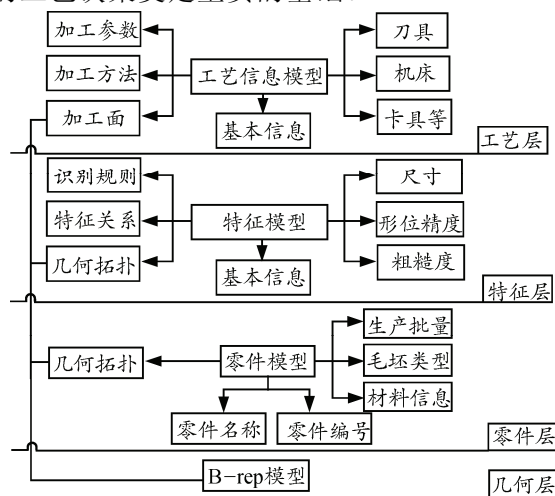 加工参数
刀具
加工方法
工艺信息模型
机床
加工面
基本信息
卡具等
工艺层
识别规则
尺寸
特征关系
特征模型
形位精度
几何拓扑
基本信息
粗糙度
特征层
生产批量
几何拓扑
零件模型
毛坯类型
材料信息
零件名称
零件编号
零件层
B-rep模型
几何层